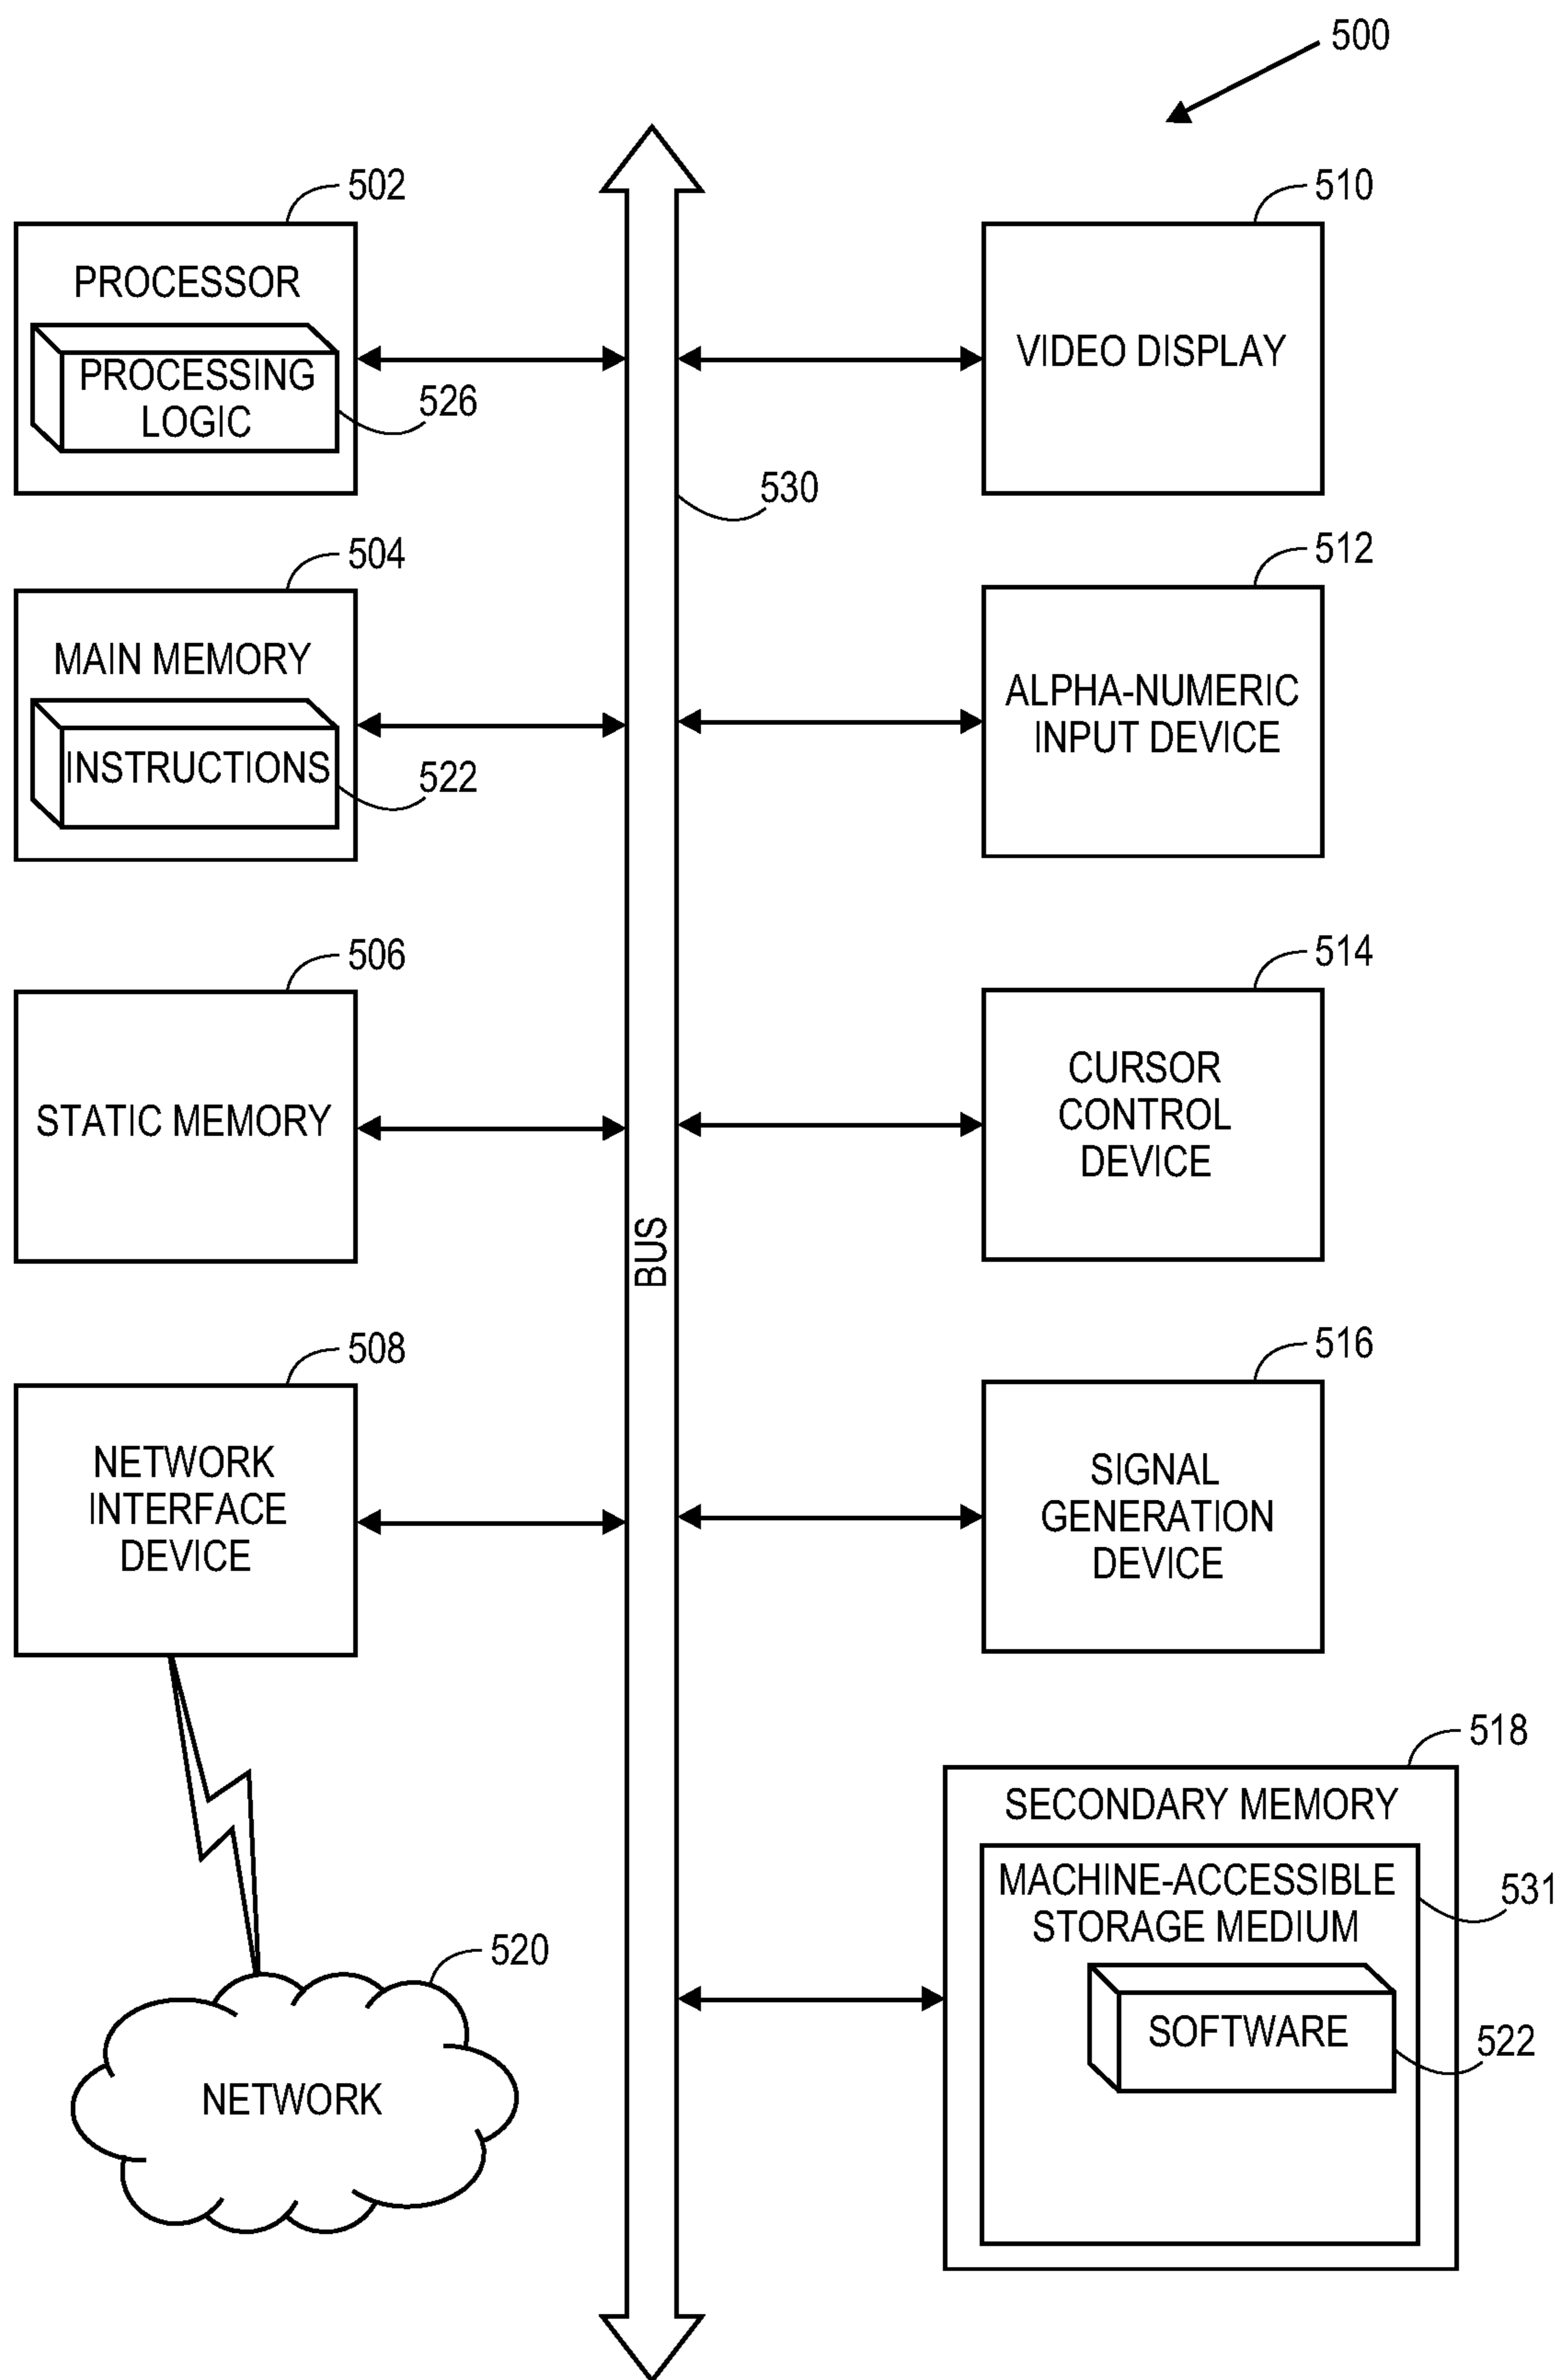 500
502
PROCESSOR
PROCESSING
LOGIC
526
504
MAIN MEMORY
INSTRUCTIONS
522
506
STATIC MEMORY
508
NETWORK
INTERFACE
DEVICE
520
NETWORK
530
BUS
510
VIDEO DISPLAY
512
ALPHA-NUMERIC
INPUT DEVICE
514
CURSOR
CONTROL
DEVICE
516
SIGNAL
GENERATION
DEVICE
518
SECONDARY MEMORY
MACHINE-ACCESSIBLE
STORAGE MEDIUM
531
SOFTWARE
522